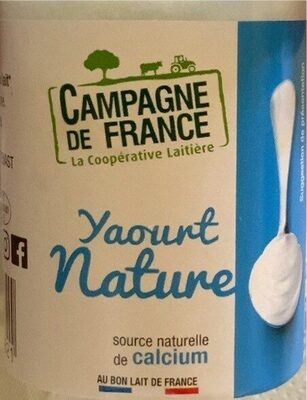 CAMPAGNE
DE FRANCE
La Coopérative Laitière
Yaourt
Nature
source naturelle
de calcium
AU BON LAIT DE FRANCE
Suggestion de présentation